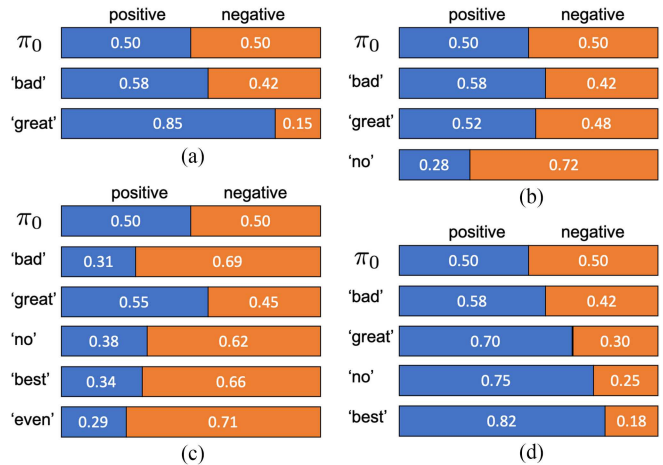 positive negative
π0 0.50 0.50
'bad' 0.58 0.42
'great' 0.85 0.15
(a)
positive negative
π0 0.50 0.50
'bad' 0.58 0.42
'great' 0.52 0.48
'no' 0.28 0.72
(b)
positive negative
π0 0.50 0.50
'bad' 0.31 0.69
'great' 0.55 0.45
'no' 0.38 0.62
'best' 0.34 0.66
'even' 0.29 0.71
(c)
positive negative
π0 0.50 0.50
'bad' 0.58 0.42
'great' 0.70 0.30
'no' 0.75 0.25
'best' 0.82 0.18
(d)